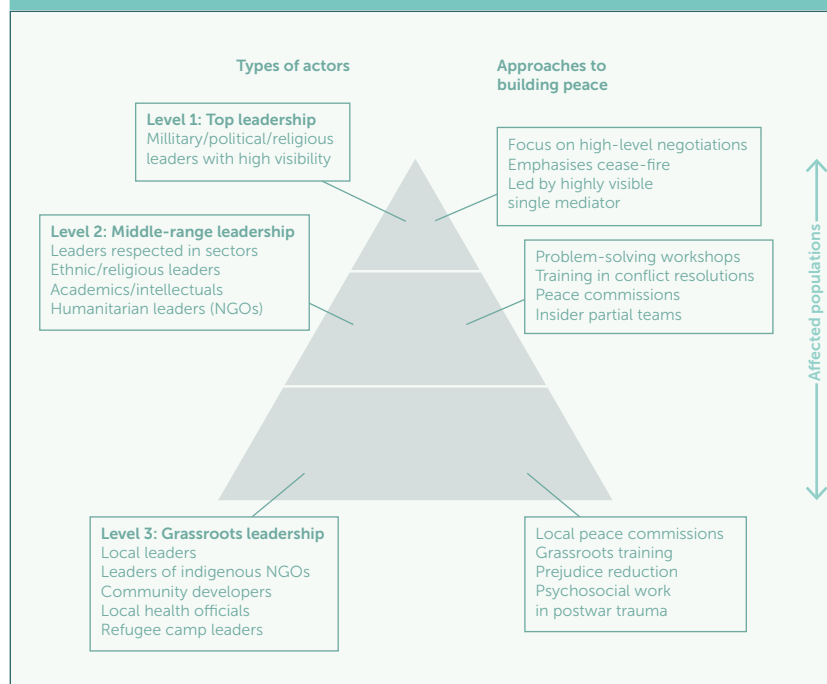 Types of actors
Approaches to
building peace
Level 1: Top leadership
Millitary/political/religious
leaders with high visibility
Focus on high-level negotiations
Emphasises cease-fire
Led by highly visible
single mediator
Level 2: Middle-range leadership
Leaders respected in sectors
Ethnic/religious leaders
Academics/intellectuals
Humanitarian leaders (NGOs)
Problem-solving workshops
Training in conflict resolutions
Peace commissions
Insider partial teams
Affected populations
Level 3: Grassroots leadership
Local leaders
Leaders of indigenous NGOs
Community developers
Local health officials
Refugee camp leaders
Local peace commissions
Grassroots training
Prejudice reduction
Psychosocial work
in postwar trauma